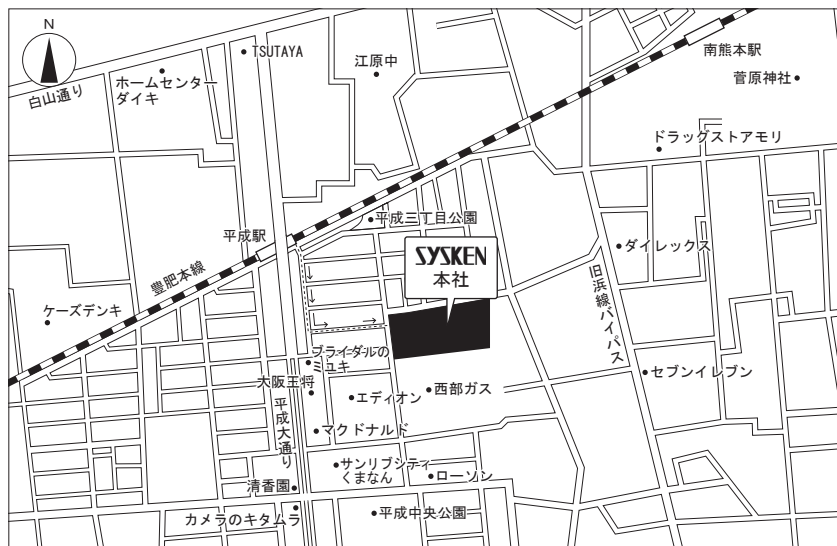 N
TSUTAYA
江原中
南熊本駅
ホームセンター
ダイキ
白山通り
菅原神社
ドラッグストアモリ
平成三丁目公園
平成駅
SYSKEN
本社
ダイレックス
豊肥本線
旧浜線バイパス
ケーズデンキ
ブライダルの
ミユキ
大阪王将
セブンイレブン
エディオン
西部ガス
平成大通り
マクドナルド
サンリブシティ
くまなん
ローソン
清香園
カメラのキタムラ
平成中央公園